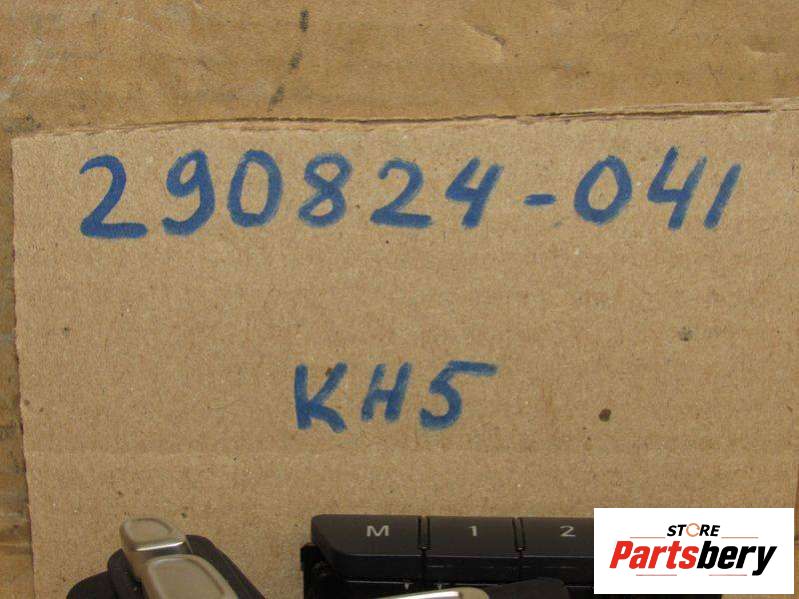 290824-041
KH5
M 1 2
STORE
Partsbery